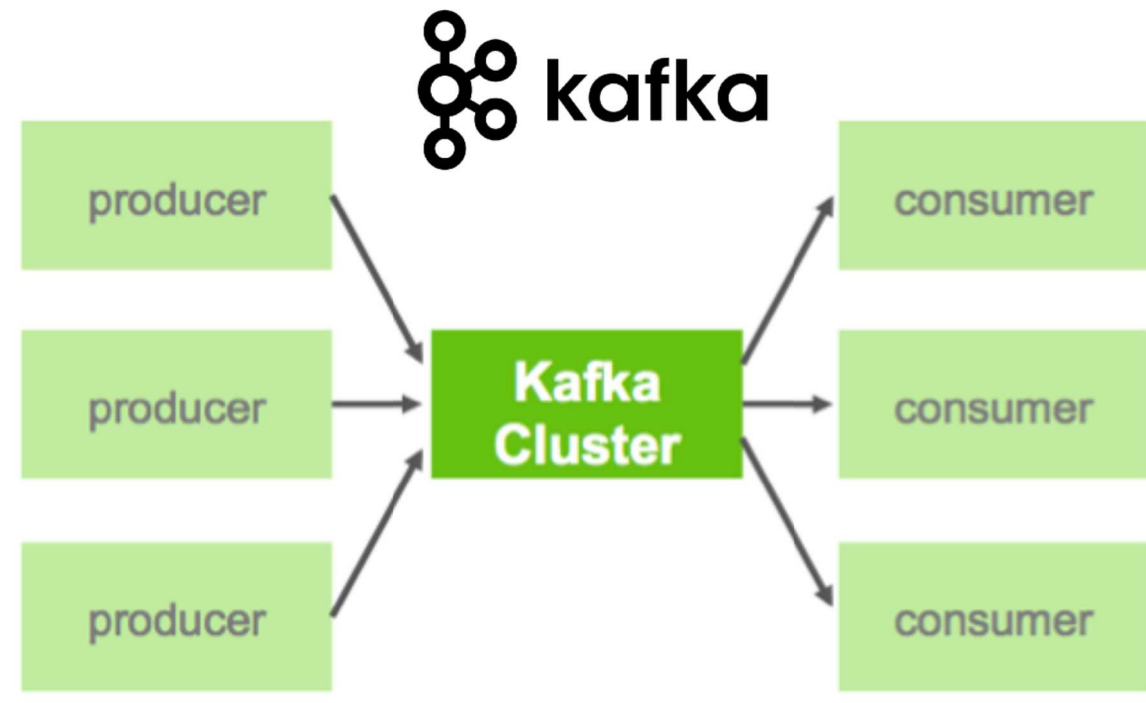 kafka
producer
consumer
producer
Kafka
Cluster
consumer
producer
consumer